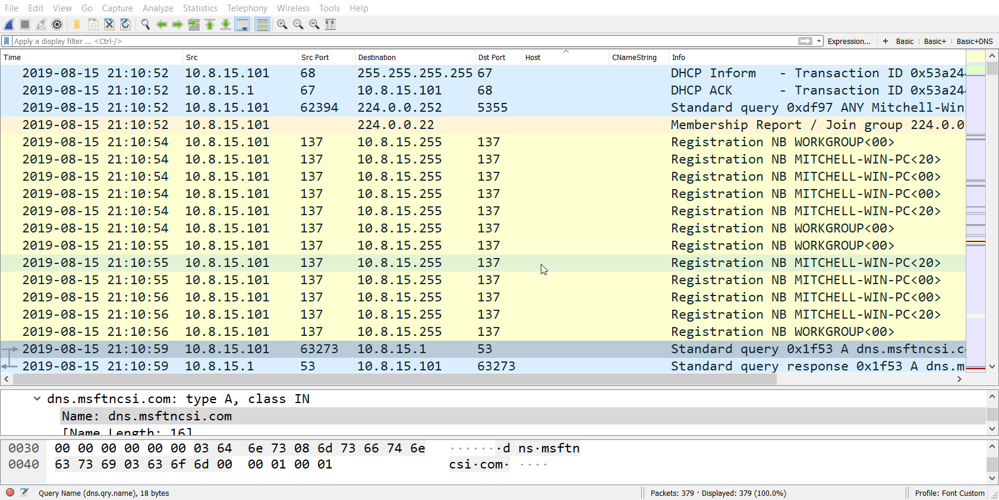 File Edit View Go Capture Analyze Statistics Telephony Wireless Tools Help
Apply a display filter ... <Ctrl-/> Expression... + Basic Basic+ Basic+DNS
Time Src Src Port Destination Dst Port Host CNameString Info
2019-08-15 21:10:52 10.8.15.101 68 255.255.255.255 67 DHCP Inform - Transaction ID 0x53a24
2019-08-15 21:10:52 10.8.15.1 67 10.8.15.101 68 DHCP ACK - Transaction ID 0x53a24
2019-08-15 21:10:52 10.8.15.101 62394 224.0.0.252 5355 Standard query 0xdf97 ANY Mitchell-Win
2019-08-15 21:10:52 10.8.15.101 224.0.0.22 Membership Report / Join group 224.0.0
2019-08-15 21:10:54 10.8.15.101 137 10.8.15.255 137 Registration NB WORKGROUP<00>
2019-08-15 21:10:54 10.8.15.101 137 10.8.15.255 137 Registration NB MITCHELL-WIN-PC<20>
2019-08-15 21:10:54 10.8.15.101 137 10.8.15.255 137 Registration NB MITCHELL-WIN-PC<00>
2019-08-15 21:10:54 10.8.15.101 137 10.8.15.255 137 Registration NB MITCHELL-WIN-PC<00>
2019-08-15 21:10:54 10.8.15.101 137 10.8.15.255 137 Registration NB MITCHELL-WIN-PC<20>
2019-08-15 21:10:54 10.8.15.101 137 10.8.15.255 137 Registration NB WORKGROUP<00>
2019-08-15 21:10:55 10.8.15.101 137 10.8.15.255 137 Registration NB WORKGROUP<00>
2019-08-15 21:10:55 10.8.15.101 137 10.8.15.255 137 Registration NB MITCHELL-WIN-PC<20>
2019-08-15 21:10:55 10.8.15.101 137 10.8.15.255 137 Registration NB MITCHELL-WIN-PC<00>
2019-08-15 21:10:56 10.8.15.101 137 10.8.15.255 137 Registration NB MITCHELL-WIN-PC<00>
2019-08-15 21:10:56 10.8.15.101 137 10.8.15.255 137 Registration NB MITCHELL-WIN-PC<20>
2019-08-15 21:10:56 10.8.15.101 137 10.8.15.255 137 Registration NB WORKGROUP<00>
2019-08-15 21:10:59 10.8.15.101 63273 10.8.15.1 53 Standard query 0x1f53 A dns.msftncsi.c
2019-08-15 21:10:59 10.8.15.1 53 10.8.15.101 63273 Standard query response 0x1f53 A dns.m
dns.msftncsi.com: type A, class IN
Name: dns.msftncsi.com
[Name Length: 16]
0030 00 00 00 00 00 00 03 64 6e 73 08 6d 73 66 74 6e ·······d ns·msftn
0040 63 73 69 03 63 6f 6d 00 00 01 00 01 csi·com· ····
Query Name (dns.qry.name), 18 bytes Packets: 379 · Displayed: 379 (100.0%) Profile: Font Custom